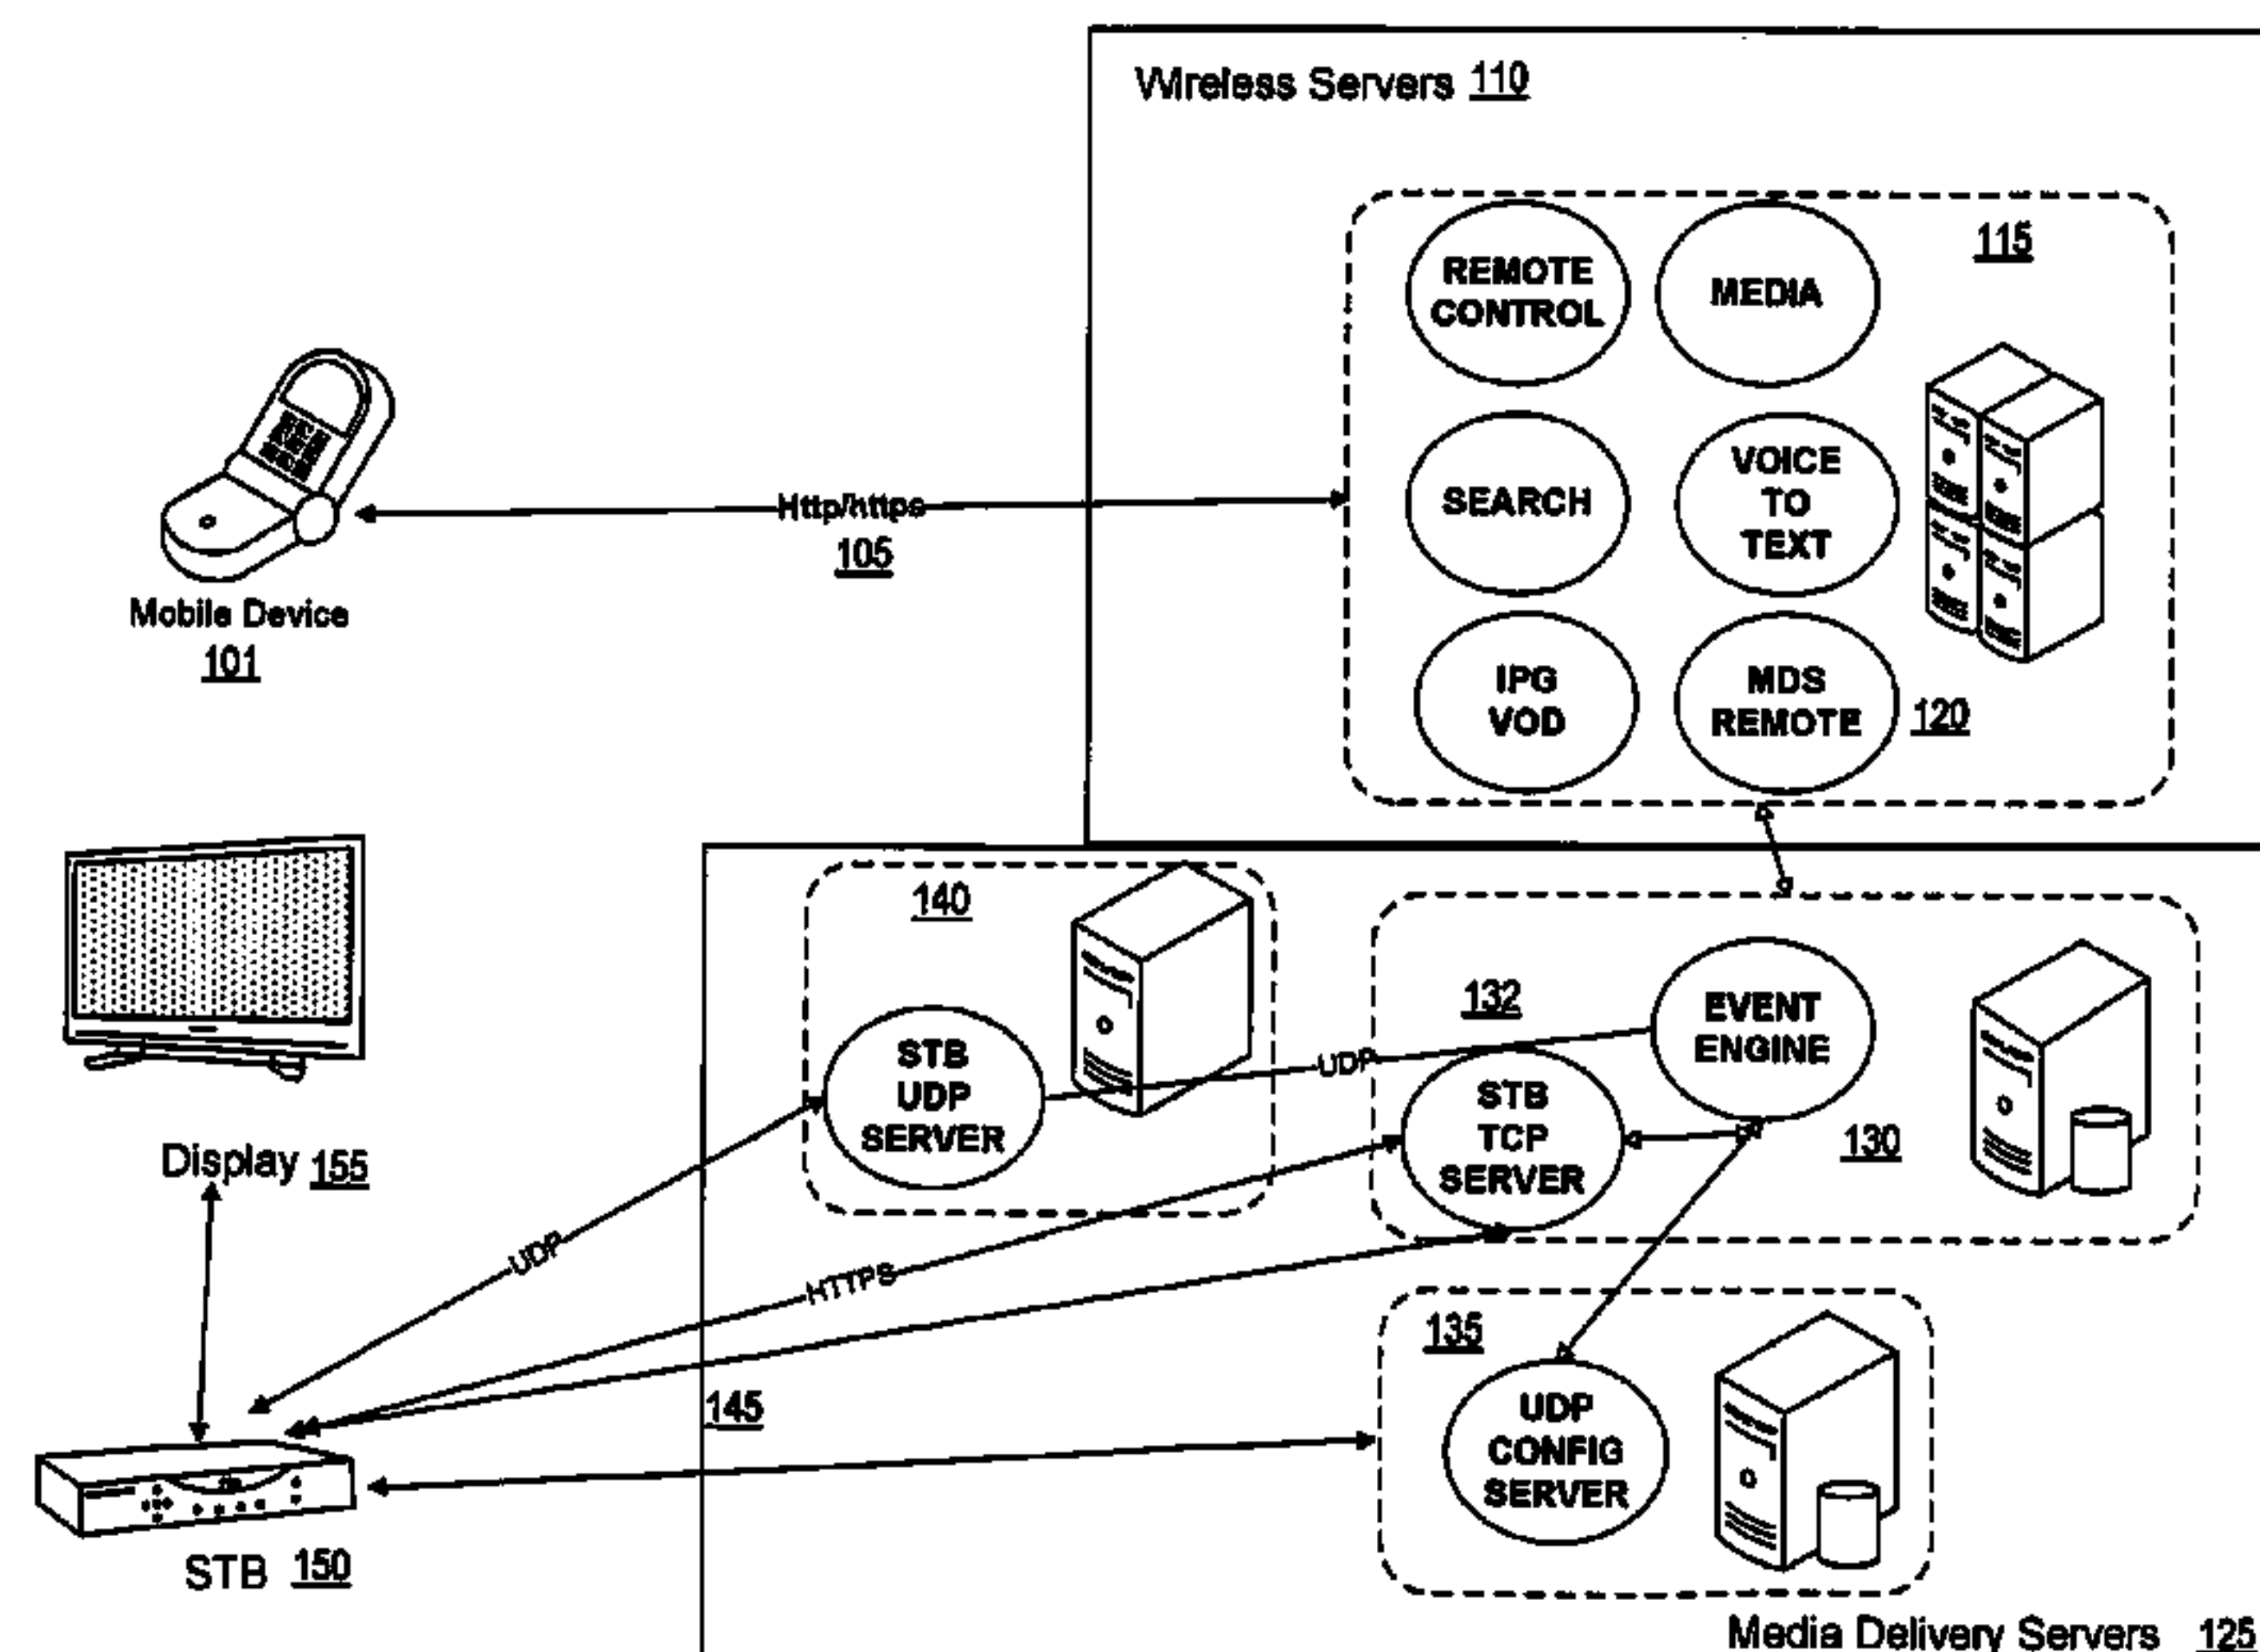 Wireless Servers 110
115
REMOTE
CONTROL
MEDIA
SEARCH
VOICE
TO
TEXT
IPG
VOD
MDS
REMOTE
120
Http/https
105
Mobile Device
101
140
STB
UDP
SERVER
132
EVENT
ENGINE
UDP
STB
TCP
SERVER
130
Display 155
UDP
HTTPS
145
135
UDP
CONFIG
SERVER
STB 150
Media Delivery Servers 125